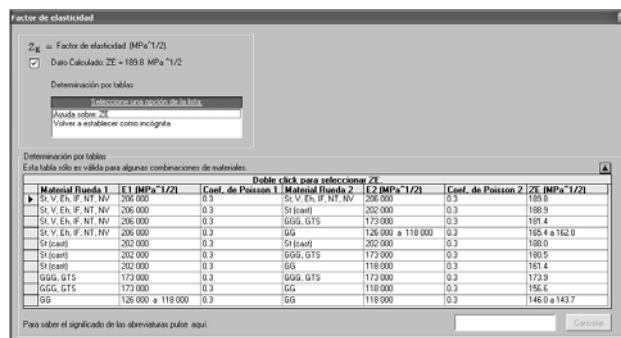 Factor de elasticidad
Z_E = Factor de elasticidad (MPa^1/2)
Dato Calculado: ZE = 189.8 MPa ^1/2
Determinación por tablas
Seleccione una opción de la lista:
Ayuda sobre: ZE
Volver a establecer como incógnita
Determinación por tablas
Esta tabla sólo es válida para algunas combinaciones de materiales.
Doble click para seleccionar ZE.
Material Rueda 1 E1 (MPa^1/2) Coef. de Poisson 1 Material Rueda 2 E2 (MPa^1/2) Coef. de Poisson 2 ZE (MPa^1/2)
St, V, Eh, IF, NT, NV 206 000 0.3 St, V, Eh, IF, NT, NV 206 000 0.3 189.8
St, V, Eh, IF, NT, NV 206 000 0.3 St (cast) 202 000 0.3 188.9
St, V, Eh, IF, NT, NV 206 000 0.3 GGG, GTS 173 000 0.3 181.4
St, V, Eh, IF, NT, NV 206 000 0.3 GG 126 000 a 118 000 0.3 165.4 a 162.0
St (cast) 202 000 0.3 St (cast) 202 000 0.3 188.0
St (cast) 202 000 0.3 GGG, GTS 173 000 0.3 180.5
St (cast) 202 000 0.3 GG 118 000 0.3 161.4
GGG, GTS 173 000 0.3 GGG, GTS 173 000 0.3 173.9
GGG, GTS 173 000 0.3 GG 118 000 0.3 156.6
GG 126 000 a 118 000 0.3 GG 118 000 0.3 146.0 a 143.7
Para saber el significado de las abreviaturas pulse aquí.
Cancelar